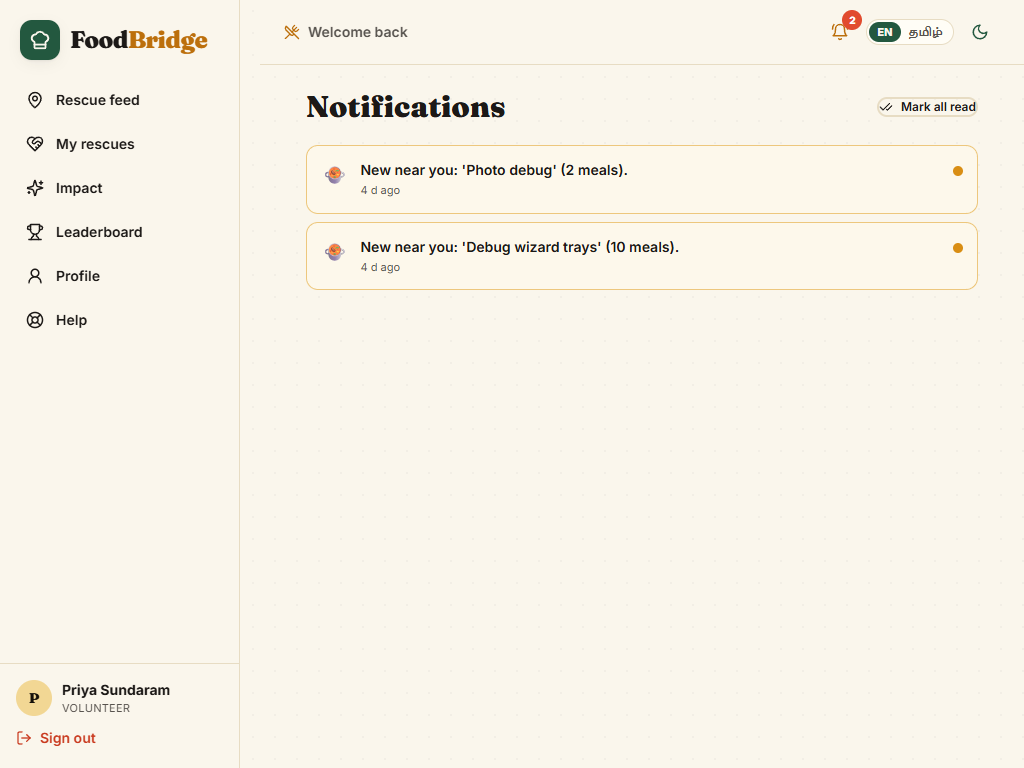 FoodBridge
Rescue feed
My rescues
Impact
Leaderboard
Profile
Help
P
Priya Sundaram
VOLUNTEER
Sign out
Welcome back
2
EN
தமிழ்
Notifications
Mark all read
New near you: 'Photo debug' (2 meals).
4 d ago
New near you: 'Debug wizard trays' (10 meals).
4 d ago